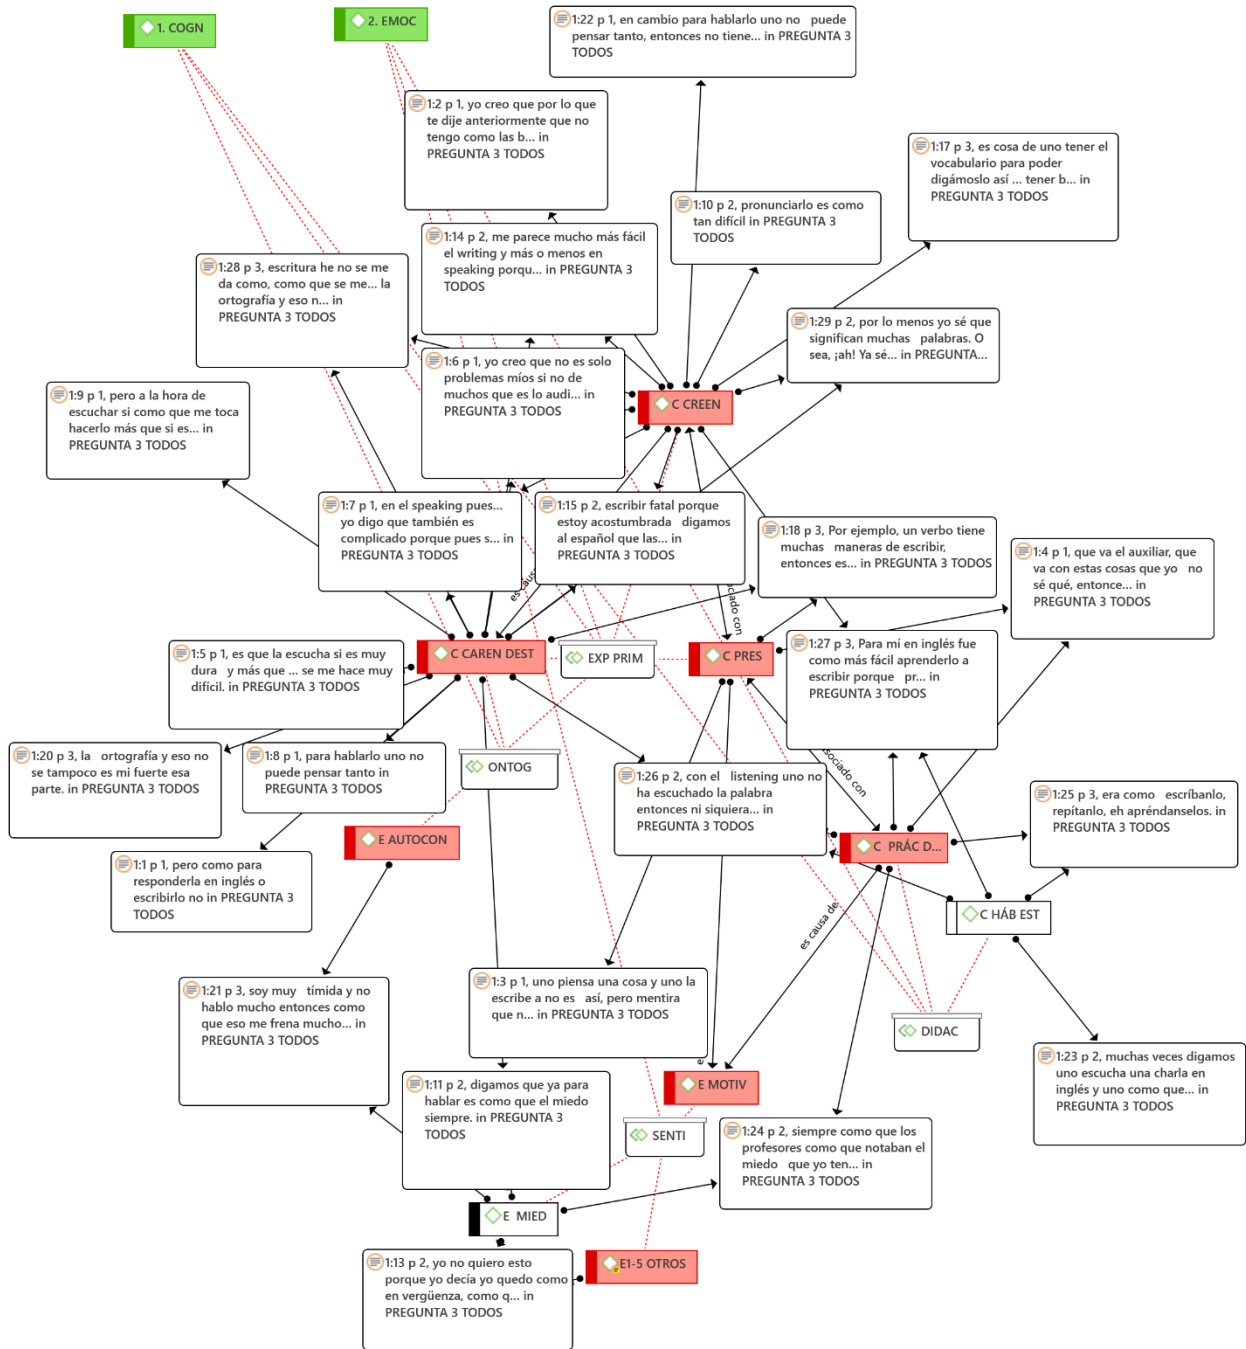 1. COGN
2. EMOC
1:22 p 1, en cambio para hablarlo uno no puede
pensar tanto, entonces no tiene... in PREGUNTA 3
TODOS
1:2 p 1, yo creo que por lo que
te dije anteriormente que no
tengo como las b... in
PREGUNTA 3 TODOS
1:17 p 3, es cosa de uno tener el
vocabulario para poder
digámoslo así ... tener b... in
PREGUNTA 3 TODOS
1:10 p 2, pronunciarlo es como
tan difícil in PREGUNTA 3
TODOS
1:14 p 2, me parece mucho más fácil
el writing y más o menos en
speaking porqu... in PREGUNTA 3
TODOS
1:28 p 3, escritura he no se me
da como, como que se me... la
ortografía y eso n... in
PREGUNTA 3 TODOS
1:29 p 2, por lo menos yo sé que
significan muchas palabras. O
sea, ¡ah! Ya sé... in PREGUNTA...
1:6 p 1, yo creo que no es solo
problemas míos si no de
muchos que es lo audi... in
PREGUNTA 3 TODOS
C CREEN
1:9 p 1, pero a la hora de
escuchar si como que me toca
hacerlo más que si es... in
PREGUNTA 3 TODOS
1:7 p 1, en el speaking pues...
yo digo que también es
complicado porque pues s... in
PREGUNTA 3 TODOS
1:15 p 2, escribir fatal porque
estoy acostumbrada digamos
al español que las... in
PREGUNTA 3 TODOS
1:18 p 3, Por ejemplo, un verbo tiene
muchas maneras de escribir,
entonces es... in PREGUNTA 3 TODOS
1:4 p 1, que va el auxiliar, que
va con estas cosas que yo no
sé qué, entonce... in
PREGUNTA 3 TODOS
es caus
ociado con
1:5 p 1, es que la escucha si es muy
dura y más que ... se me hace muy
difícil. in PREGUNTA 3 TODOS
C CAREN DEST
EXP PRIM
C PRES
1:27 p 3, Para mí en inglés fue
como más fácil aprenderlo a
escribir porque pr... in
PREGUNTA 3 TODOS
1:20 p 3, la ortografía y eso no
se tampoco es mi fuerte esa
parte. in PREGUNTA 3 TODOS
1:8 p 1, para hablarlo uno no
puede pensar tanto in
PREGUNTA 3 TODOS
ONTOG
1:26 p 2, con el listening uno no
ha escuchado la palabra
entonces ni siquiera... in
PREGUNTA 3 TODOS
sociado con
1:25 p 3, era como escríbanlo,
repítanlo, eh apréndanselos. in
PREGUNTA 3 TODOS
E AUTOCON
C PRÁC D...
1:1 p 1, pero como para
responderla en inglés o
escribirlo no in PREGUNTA 3
TODOS
C HÁB EST
es causa de
1:21 p 3, soy muy tímida y no
hablo mucho entonces como
que eso me frena mucho... in
PREGUNTA 3 TODOS
1:3 p 1, uno piensa una cosa y uno la
escribe a no es así, pero mentira
que n... in PREGUNTA 3 TODOS
DIDAC
1:23 p 2, muchas veces digamos
uno escucha una charla en
inglés y uno como que... in
PREGUNTA 3 TODOS
e
1:11 p 2, digamos que ya para
hablar es como que el miedo
siempre. in PREGUNTA 3
TODOS
E MOTIV
SENTI
1:24 p 2, siempre como que los
profesores como que notaban el
miedo que yo ten... in
PREGUNTA 3 TODOS
E MIED
1:13 p 2, yo no quiero esto
porque yo decía yo quedo como
en vergüenza, como q... in
PREGUNTA 3 TODOS
E1-5 OTROS